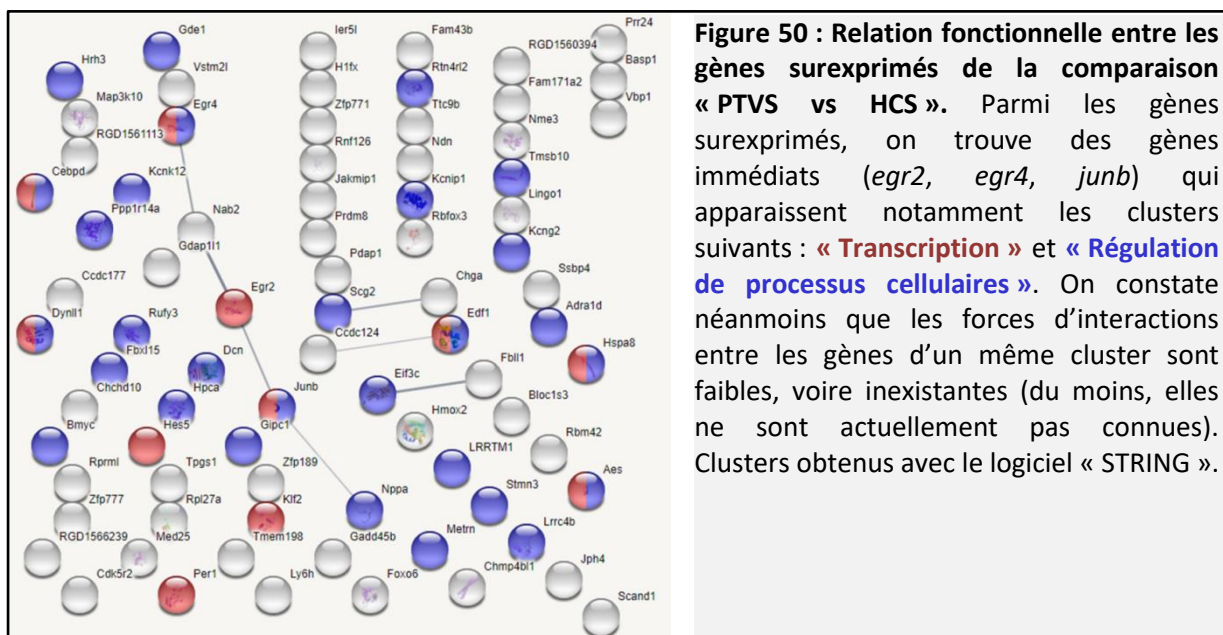 Gde1
Hrh3
Vstm2l
Map3k10
Egr4
RGD1561113
Cebpd
Kcnk12
Ppp1r14a
Nab2
Gdap1l1
Ccdc177
Egr2
Dynll1
Rufy3
Fbxl15
Dcn
Chchd10
Hpca
Junb
Bmyc
Hes5
Gipc1
Rprml
Tpgs1
Zfp189
Zfp777
Rpl27a
Klf2
Nppa
RGD1566239
Med25
Tmem198
Gadd45b
Cdk5r2
Per1
Ly6h
Foxo6
Ier5l
H1fx
Zfp771
Rnf126
Jakmip1
Prdm8
Pdap1
Scg2
Ccdc124
Fam43b
Rtn4rl2
Ttc9b
Ndn
Kcnip1
Rbfox3
Chga
Edf1
Eif3c
Fbll1
Hmox2
Bloc1s3
LRRTM1
Stmn3
Metrn
Lrrc4b
Chmp4bl1
Jph4
Scand1
RGD1560394
Fam171a2
Nme3
Tmsb10
Lingo1
Kcng2
Ssbp4
Adra1d
Hspa8
Rbm42
Aes
Prr24
Basp1
Vbp1
Figure 50 : Relation fonctionnelle entre les
gènes surexprimés de la comparaison
« PTVS vs HCS ». Parmi les gènes
surexprimés, on trouve des gènes
immédiats (egr2, egr4, junb) qui
apparaissent notamment les clusters
suivants : « Transcription » et « Régulation
de processus cellulaires ». On constate
néanmoins que les forces d’interactions
entre les gènes d’un même cluster sont
faibles, voire inexistantes (du moins, elles
ne sont actuellement pas connues).
Clusters obtenus avec le logiciel « STRING ».